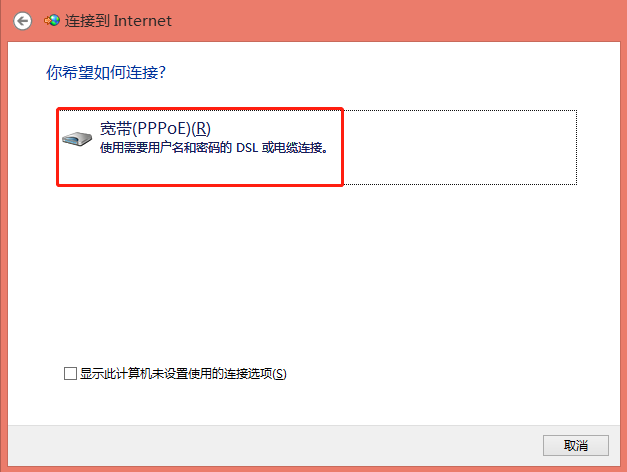 连接到 Internet
你希望如何连接?
宽带(PPPoE)(R)
使用需要用户名和密码的 DSL 或电缆连接。
显示此计算机未设置使用的连接选项(S)
取消